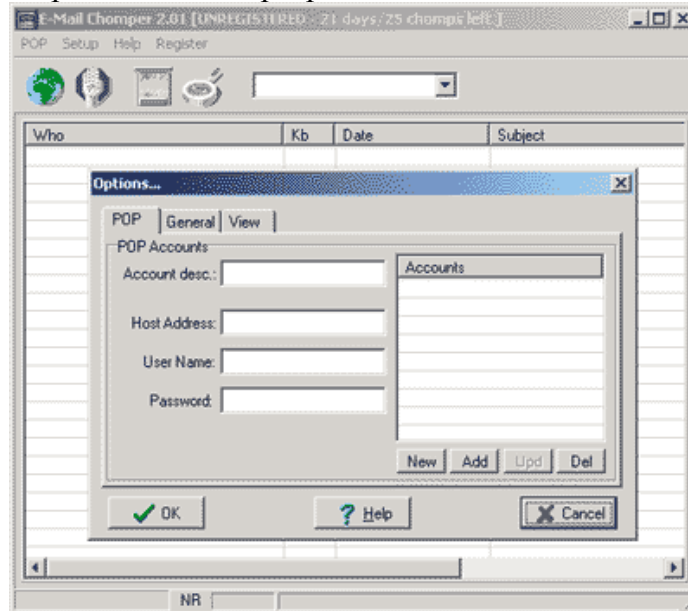 E-Mail Chomper 2.01 [UNREGISTERED - 21 days/25 chomps left]
POP Setup Help Register
Who Kb Date Subject
Options...
POP General View
POP Accounts
Account desc.: Accounts
Host Address:
User Name:
Password:
New Add Upd Del
OK Help Cancel
NR